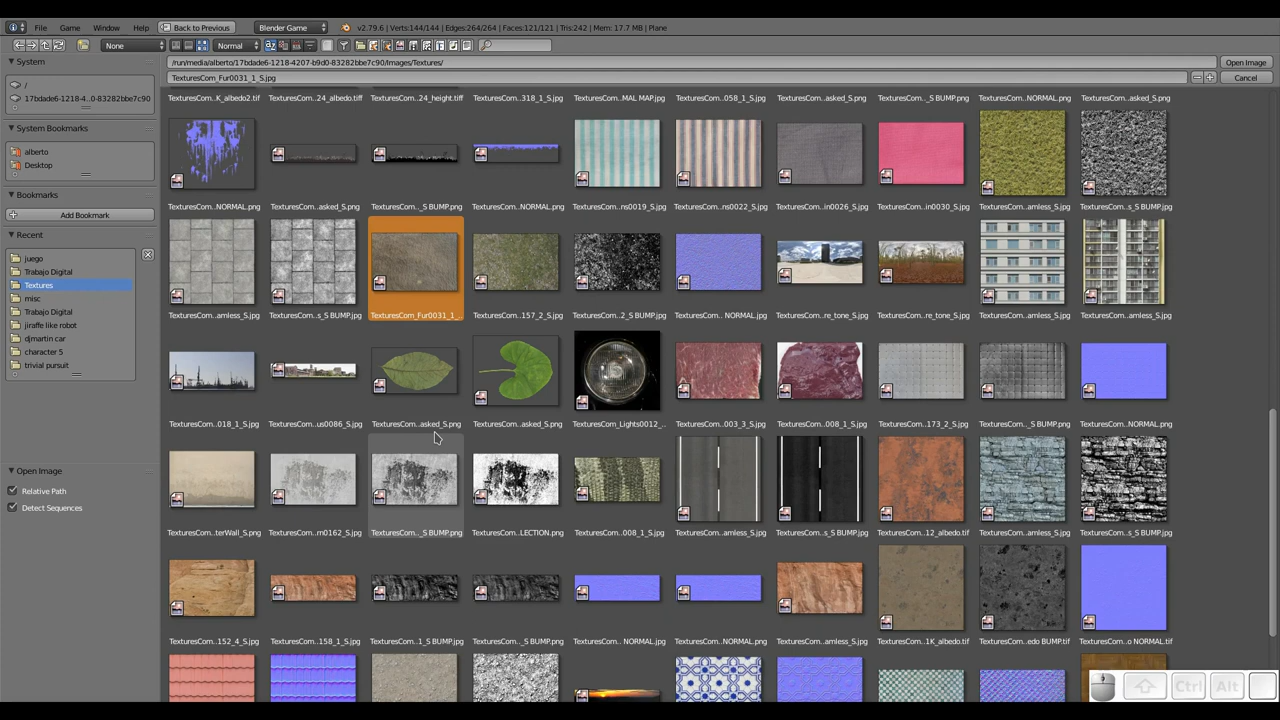 File Game Window Help Back to Previous Blender Game v2.79.6 | Verts:144/144 | Edges:264/264 | Faces:121/121 | Tris:242 | Mem: 17.7 MB | Plane
None Normal
System
/run/media/alberto/17bdade6-1218-4207-b9d0-83282bbe7c90/Images/Textures/ Open Image
TexturesCom_Fur0031_1_S.jpg Cancel
/
17bdade6-1218-4...0-83282bbe7c90
System Bookmarks
alberto
Desktop
Bookmarks
Add Bookmark
Recent
juego
Trabajo Digital
Textures
misc
Trabajo Digital
jiraffe like robot
djmartin car
character 5
trivial pursuit
Open Image
Relative Path
Detect Sequences
TexturesCom...K_albedo2.tif TexturesCom...24_albedo.tif TexturesCom...24_height.tiff TexturesCom...318_1_S.jpg TexturesCom...MAL MAP.jpg TexturesCom...058_1_S.jpg TexturesCom...asked_S.png TexturesCom..._S BUMP.png TexturesCom...NORMAL.png TexturesCom...asked_S.png
TexturesCom...NORMAL.png TexturesCom...asked_S.png TexturesCom..._S BUMP.png TexturesCom...NORMAL.png TexturesCom...ns0019_S.jpg TexturesCom...ns0022_S.jpg TexturesCom...in0026_S.jpg TexturesCom...in0030_S.jpg TexturesCom...amless_S.jpg TexturesCom...s_S BUMP.png
TexturesCom...amless_S.jpg TexturesCom...s_S BUMP.png TexturesCom_Fur0031_1_... TexturesCom...157_2_S.jpg TexturesCom...2_S BUMP.png TexturesCom... NORMAL.jpg TexturesCom...re_tone_S.jpg TexturesCom...re_tone_S.jpg TexturesCom...amless_S.jpg TexturesCom...amless_S.jpg
TexturesCom...018_1_S.jpg TexturesCom...us0086_S.jpg TexturesCom...asked_S.png TexturesCom...asked_S.png TexturesCom_Lights0012_... TexturesCom...003_3_S.jpg TexturesCom...008_1_S.jpg TexturesCom...173_2_S.jpg TexturesCom..._S BUMP.png TexturesCom...NORMAL.png
TexturesCom...terWall_S.png TexturesCom...rn0162_S.jpg TexturesCom..._S BUMP.png TexturesCom...LECTION.png TexturesCom...008_1_S.jpg TexturesCom...amless_S.jpg TexturesCom...s_S BUMP.jpg TexturesCom...12_albedo.tif TexturesCom...amless_S.jpg TexturesCom...s_S BUMP.jpg
TexturesCom...152_4_S.jpg TexturesCom...158_1_S.jpg TexturesCom...1_S BUMP.jpg TexturesCom..._S BUMP.png TexturesCom... NORMAL.jpg TexturesCom...NORMAL.png TexturesCom...amless_S.jpg TexturesCom...1K_albedo.tif TexturesCom...edo BUMP.tif TexturesCom...o NORMAL.tif
Ctrl Alt